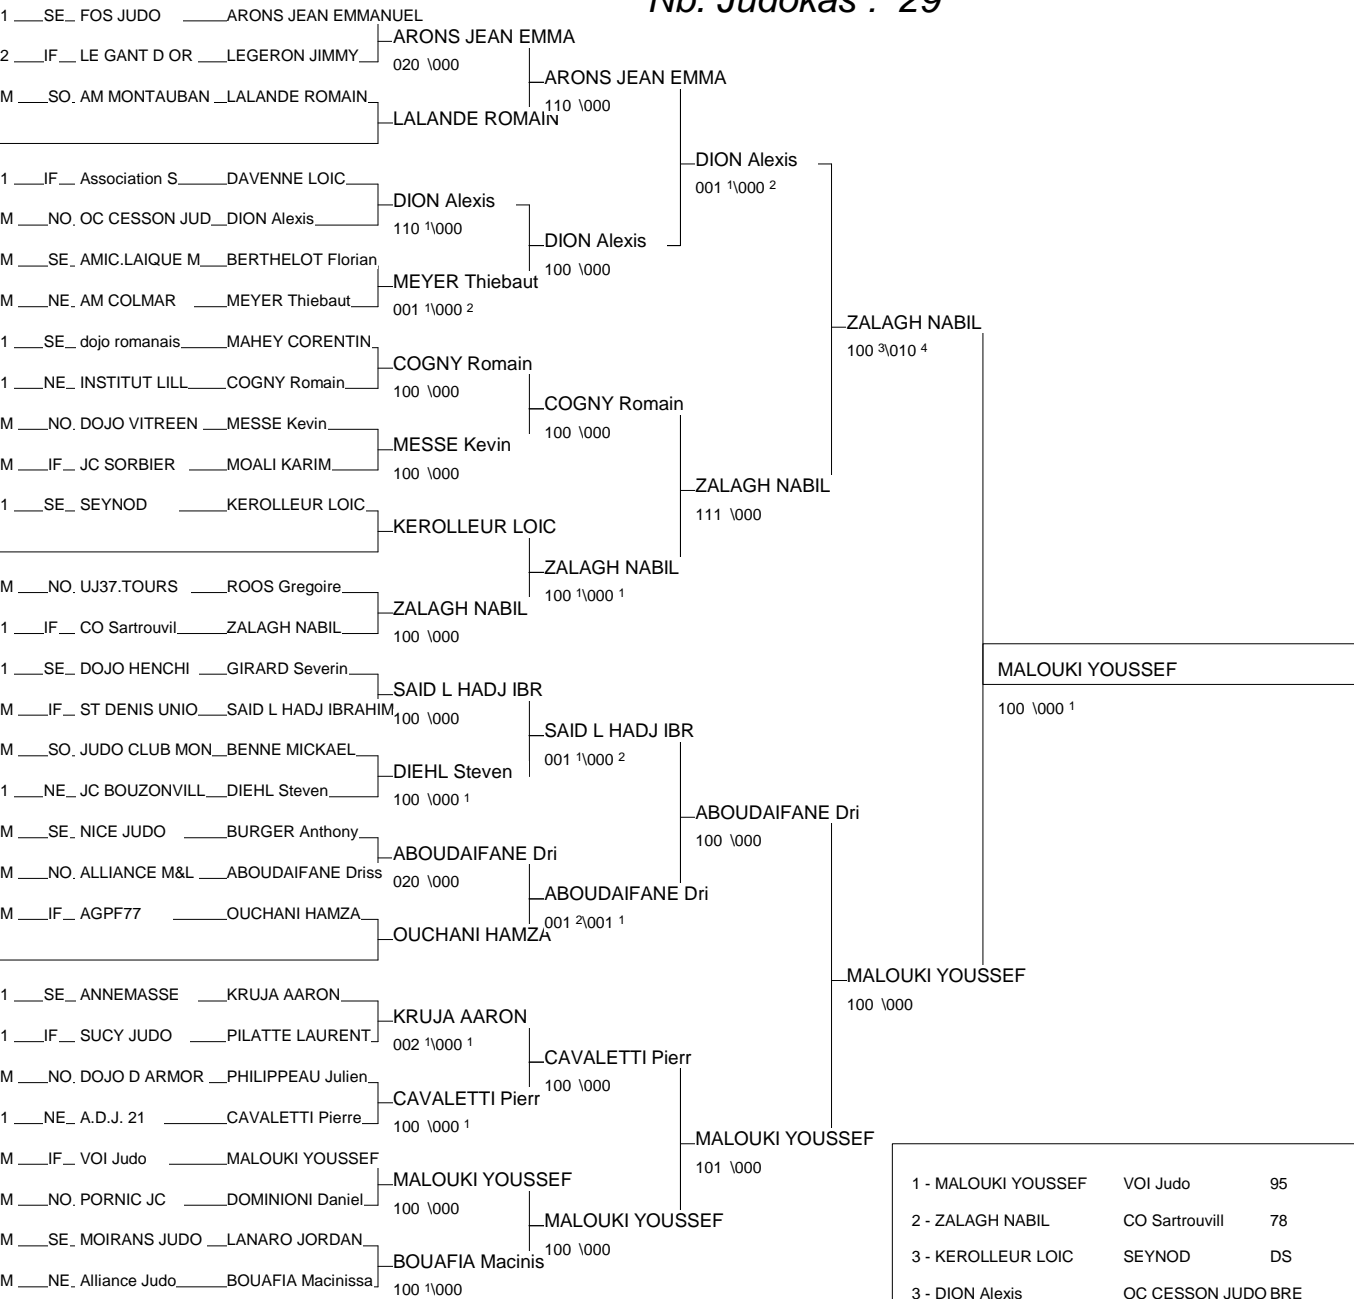 Nb. Judokas : 29
1 SE FOS JUDO ARONS JEAN EMMANUEL
ARONS JEAN EMMA
2 IF LE GANT D OR LEGERON JIMMY
020 \000
ARONS JEAN EMMA
M SO AM MONTAUBAN LALANDE ROMAIN
110 \000
LALANDE ROMAIN
DION Alexis
001 1\000 2
1 IF Association S DAVENNE LOIC
DION Alexis
M NO OC CESSON JUD DION Alexis
110 1\000
DION Alexis
M SE AMIC.LAIQUE M BERTHELOT Florian
100 \000
MEYER Thiebaut
M NE AM COLMAR MEYER Thiebaut
001 1\000 2
ZALAGH NABIL
100 3\010 4
1 SE dojo romanais MAHEY CORENTIN
COGNY Romain
1 NE INSTITUT LILL COGNY Romain
100 \000
COGNY Romain
M NO DOJO VITREEN MESSE Kevin
100 \000
MESSE Kevin
M IF JC SORBIER MOALI KARIM
100 \000
ZALAGH NABIL
111 \000
1 SE SEYNOD KEROLLEUR LOIC
KEROLLEUR LOIC
ZALAGH NABIL
100 1\000 1
M NO UJ37.TOURS ROOS Gregoire
ZALAGH NABIL
1 IF CO Sartrouvil ZALAGH NABIL
100 \000
MALOUKI YOUSSEF
100 \000 1
1 SE DOJO HENCHI GIRARD Severin
SAID L HADJ IBR
M IF ST DENIS UNIO SAID L HADJ IBRAHIM
100 \000
SAID L HADJ IBR
M SO JUDO CLUB MON BENNE MICKAEL
001 1\000 2
DIEHL Steven
1 NE JC BOUZONVILL DIEHL Steven
100 \000 1
ABOUDAIFANE Dri
100 \000
M SE NICE JUDO BURGER Anthony
ABOUDAIFANE Dri
M NO ALLIANCE M&L ABOUDAIFANE Driss
020 \000
ABOUDAIFANE Dri
M IF AGPF77 OUCHANI HAMZA
001 2\001 1
OUCHANI HAMZA
MALOUKI YOUSSEF
100 \000
1 SE ANNEMASSE KRUJA AARON
KRUJA AARON
1 IF SUCY JUDO PILATTE LAURENT
002 1\000 1
CAVALETTI Pierr
M NO DOJO D ARMOR PHILIPPEAU Julien
100 \000
CAVALETTI Pierr
1 NE A.D.J. 21 CAVALETTI Pierre
100 \000 1
MALOUKI YOUSSEF
101 \000
M IF VOI Judo MALOUKI YOUSSEF
MALOUKI YOUSSEF
M NO PORNIC JC DOMINIONI Daniel
100 \000
MALOUKI YOUSSEF
M SE MOIRANS JUDO LANARO JORDAN
100 \000
BOUAFIA Macinis
M NE Alliance Judo BOUAFIA Macinissa
100 1\000
1 - MALOUKI YOUSSEF VOI Judo 95
2 - ZALAGH NABIL CO Sartrouvill 78
3 - KEROLLEUR LOIC SEYNOD DS
3 - DION Alexis OC CESSON JUDO BRE